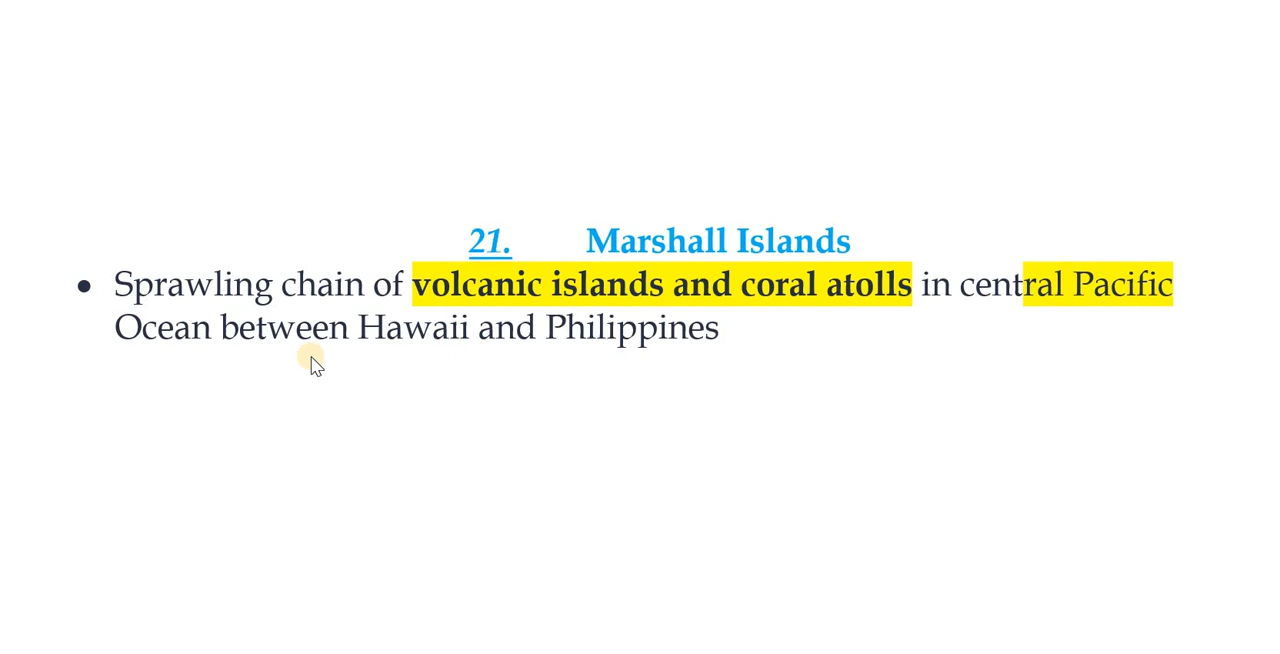 21. Marshall Islands
• Sprawling chain of volcanic islands and coral atolls in central Pacific
Ocean between Hawaii and Philippines